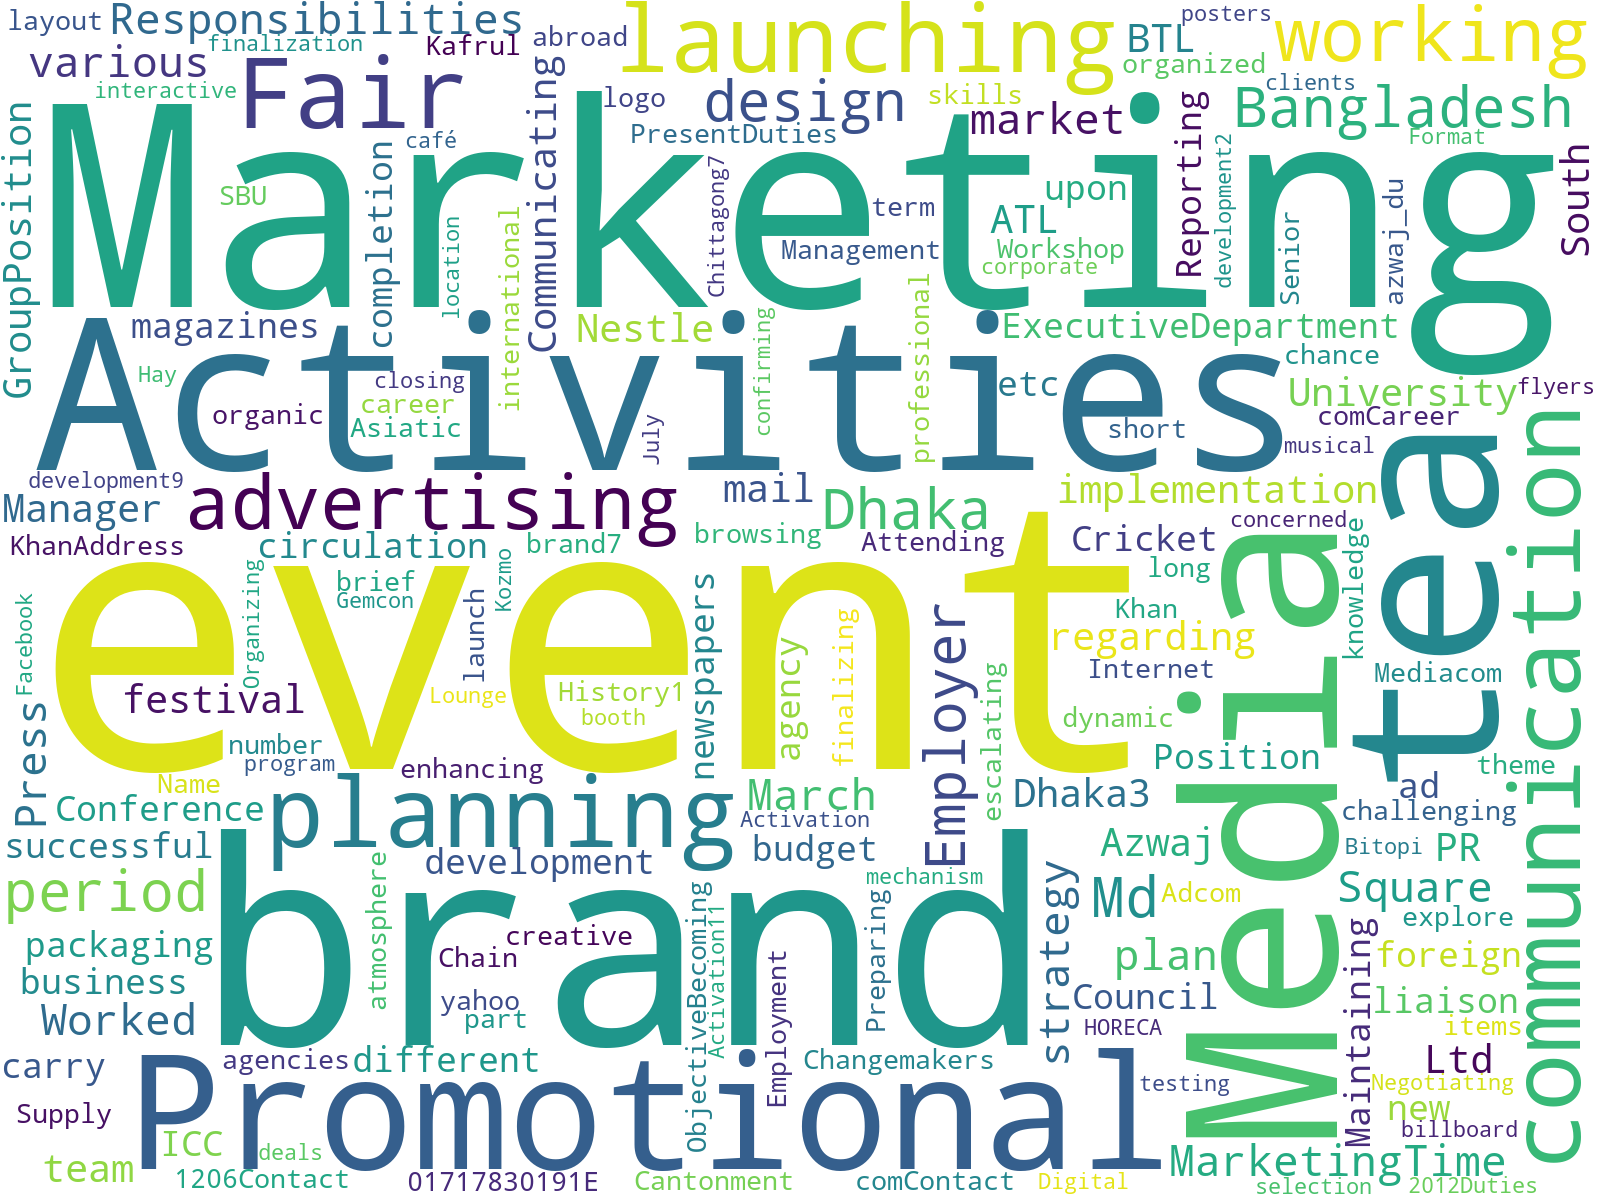 layout
Responsibilities
launching
posters
working
finalization
Kafrul
abroad
BTL
various
Fair
organized
clients
interactive
logo
design
skills
market
Bangladesh
Marketing
café
PresentDuties
Format
GroupPosition
completion
Communicating
Chittagong7
Reporting
development2
South
SBU
term
ATL
upon
Senior
azwaj_du
location
international
Management
Workshop
corporate
magazines
Nestle
confirming
professional
ExecutiveDepartment
Activities
chance
Hay
closing
career
organic
Asiatic
July
etc
short
University
flyers
comCareer
musical
development9
Manager
advertising
mail
Dhaka
implementation
tea
communication
KhanAddress
circulation
brand7
browsing
Attending
Cricket
concerned
knowledge
event
Organizing
brief
Gemcon
Kozmo
launch
newspapers
long
Khan
Media
Facebook
Press
festival
Lounge
History1
booth
agency
finalizing
Employer
escalating
regarding
Internet
Mediacom
dynamic
number
program
enhancing
Position
theme
Name
Conference
planning
March
Activation
Dhaka3
ad
challenging
successful
development
budget
Azwaj
Bitopi
PR
period
brand
mechanism
Md
Adcom
Square
explore
packaging
atmosphere
creative
Chain
ObjectiveBecoming
Activation11
Preparing
strategy
plan
Maintaining
foreign
business
yahoo
part
Employment
Council
liaison
Worked
HORECA
items
carry
agencies
different
Changemakers
Ltd
Promotional
testing
Negotiating
Supply
new
billboard
ICC
deals
team
1206Contact
01717830191E
Cantonment
comContact
Digital
MarketingTime
selection
2012Duties